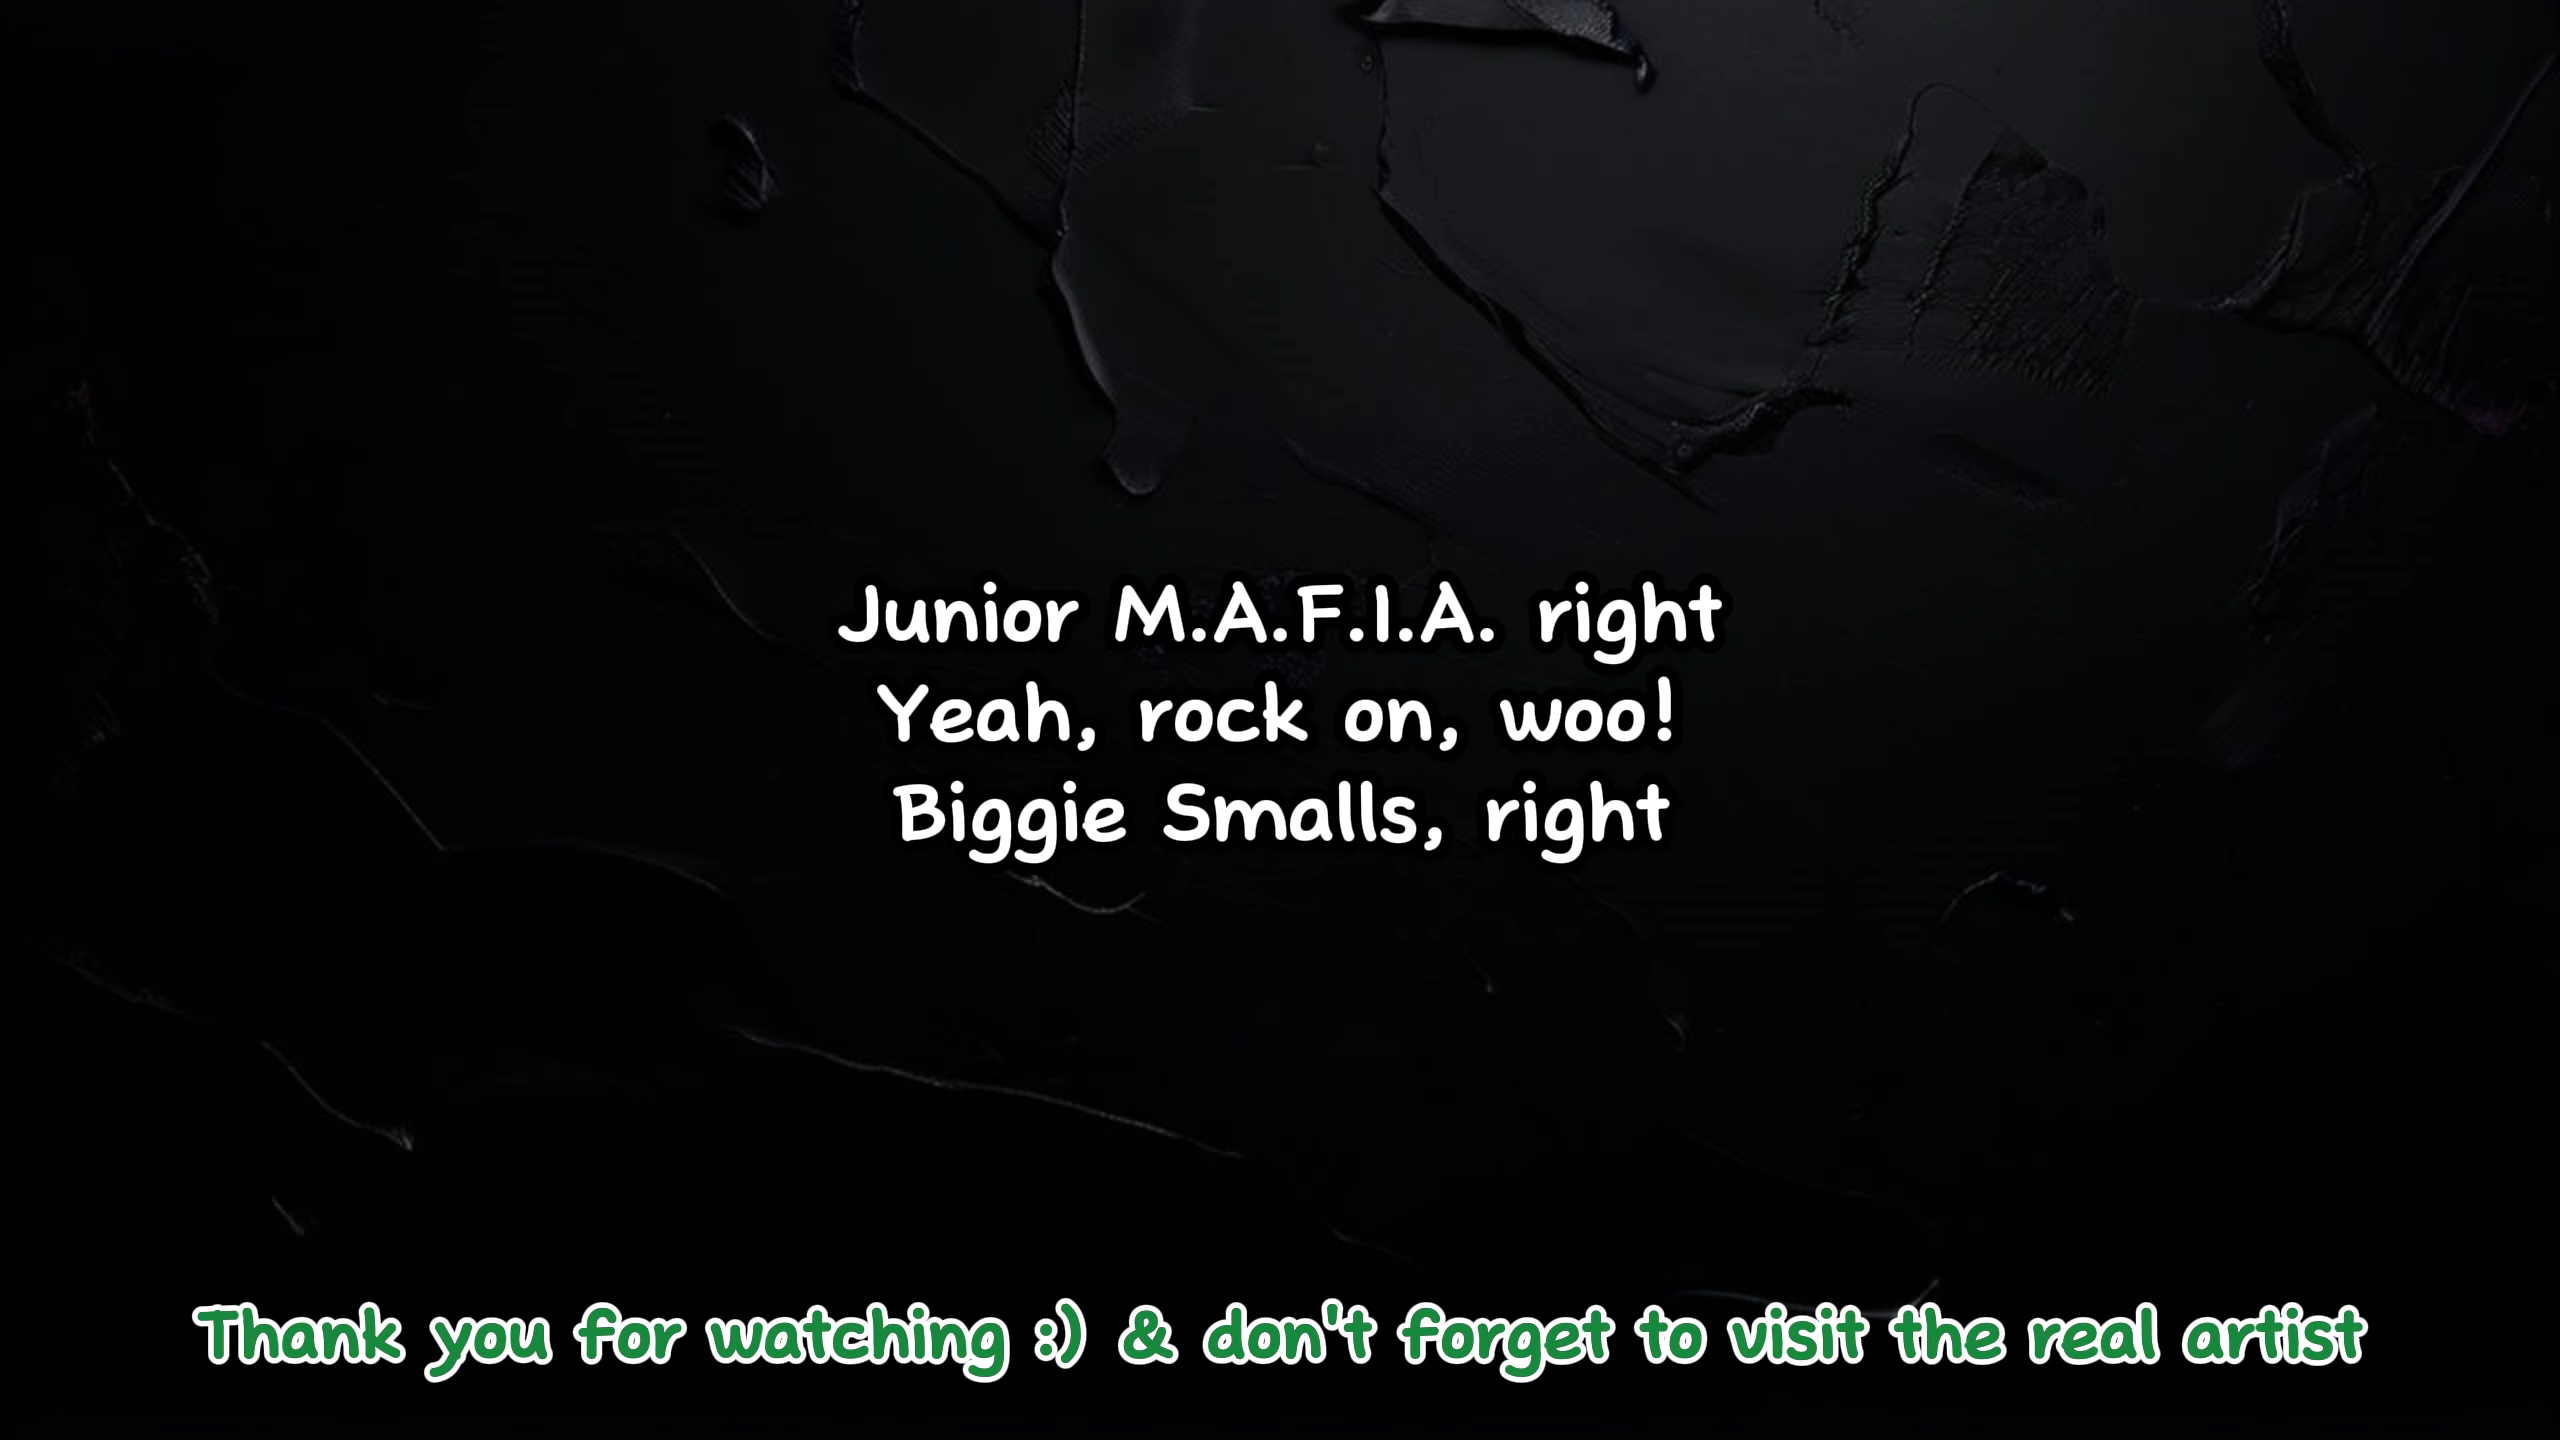 Junior M.A.F.I.A. right
Yeah, rock on, woo!
Biggie Smalls, right
Thank you for watching :) & don't forget to visit the real artist